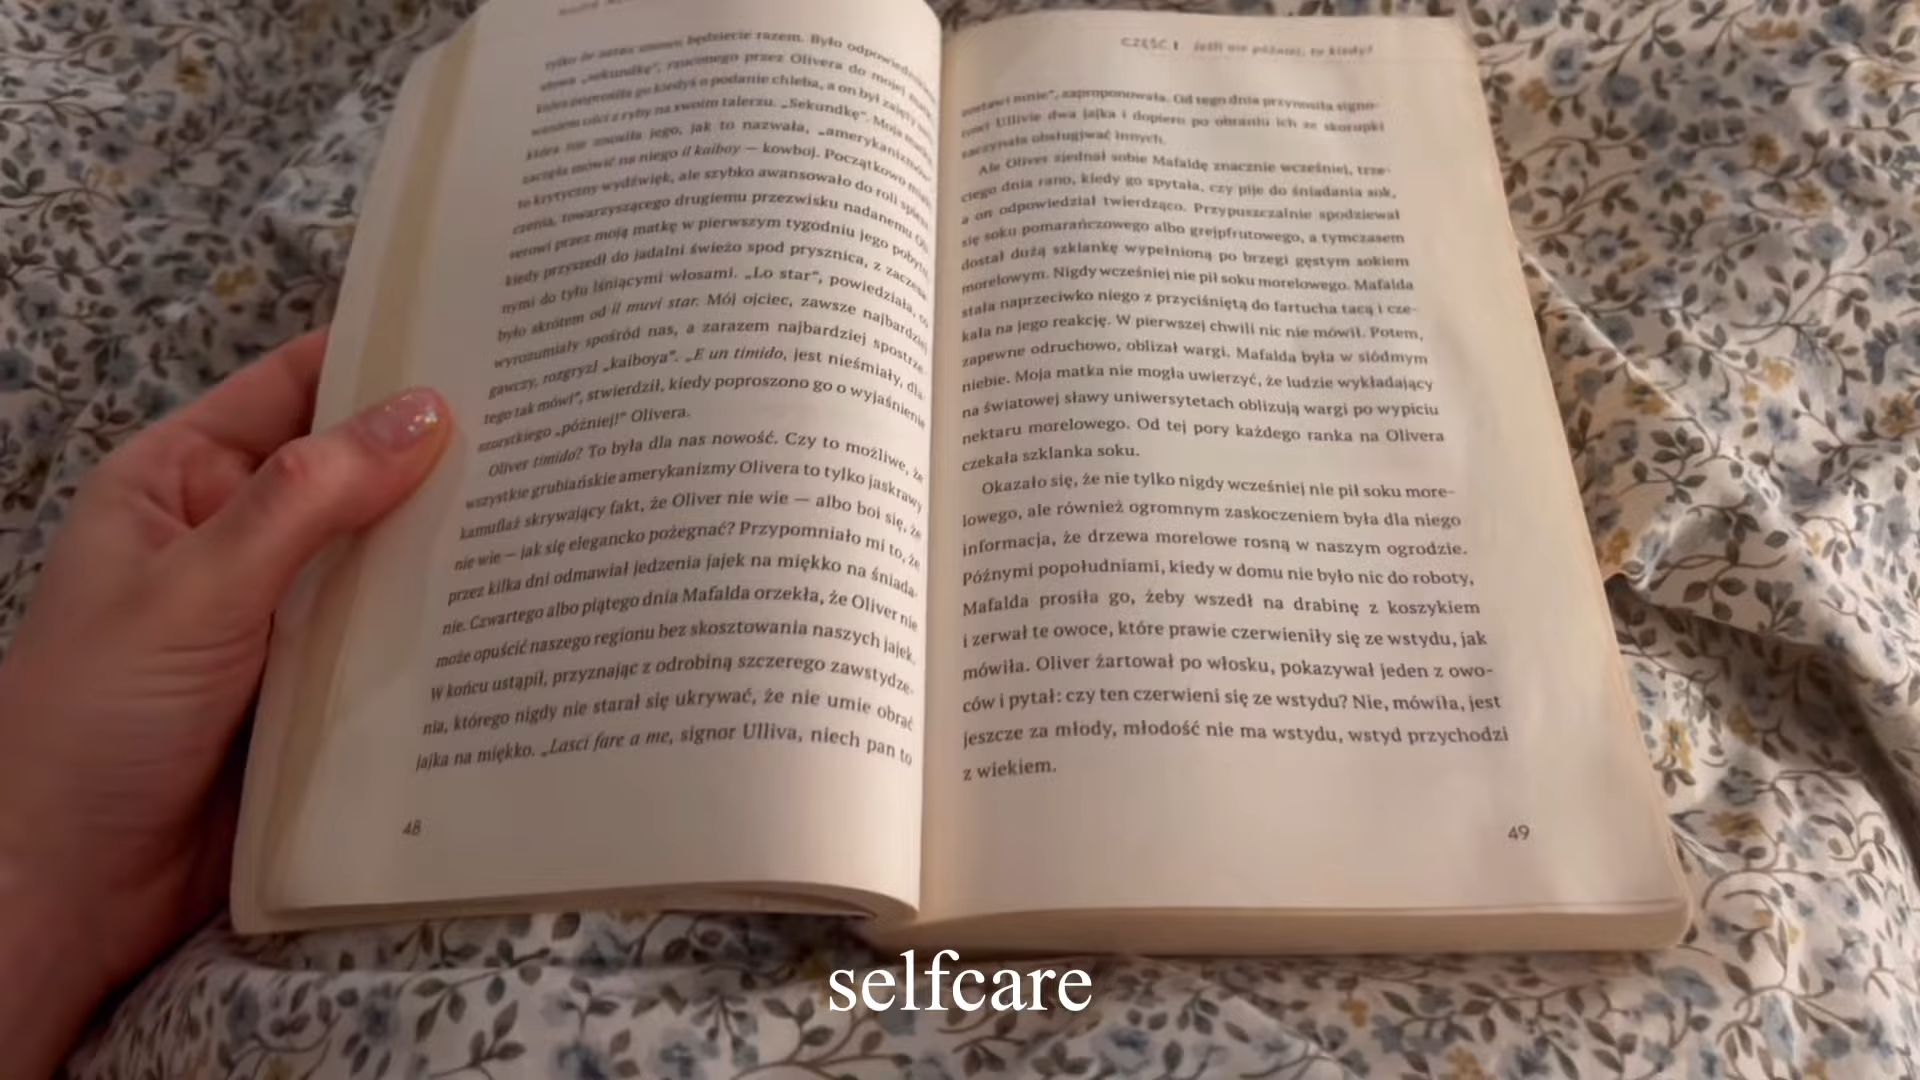 tylko że zaraz znowu będziecie razem. Było odpowiednikiem
słowa „sekundkę”, rzuconego przez Olivera do mojej matki,
która poprosiła go kiedyś o podanie chleba, a on był zajęty
ości z ryby na swoim talerzu. „Sekundkę”. Moja matka,
która nie znosiła jego, jak to nazwała, „amerykanizmów”,
zaczęła mówić na niego il kaiboy — kowboj. Początkowo miało
to krytyczny wydźwięk, ale szybko awansowało do roli
czenia, towarzyszącego drugiemu przezwisku nadanemu Oli-
verowi przez moją matkę w pierwszym tygodniu jego pobytu,
kiedy przyszedł do jadalni świeżo spod prysznica, z zaczesa-
nymi do tyłu lśniącymi włosami. „Lo star”, powiedziała, co
było skrótem od il muvi star. Mój ojciec, zawsze najbardziej
wyrozumiały spośród nas, a zarazem najbardziej spostrze-
gawczy, rozgryzł „kaiboya”. „E un timido, jest nieśmiały, dla-
tego tak mówi”, stwierdził, kiedy poproszono go o wyjaśnienie
szorstkiego „później!” Olivera.
Oliver timido? To była dla nas nowość. Czy to możliwe, że
wszystkie grubiańskie amerykanizmy Olivera to tylko jaskrawy
kamuflaż skrywający fakt, że Oliver nie wie — albo boi się, że
nie wie — jak się elegancko pożegnać? Przypomniało mi to, że
przez kilka dni odmawiał jedzenia jajek na miękko na śniada-
nie. Czwartego albo piątego dnia Mafalda orzekła, że Oliver nie
może opuścić naszego regionu bez skosztowania naszych jajek.
W końcu ustąpił, przyznając z odrobiną szczerego zawstydze-
nia, którego nigdy nie starał się ukrywać, że nie umie obrać
jajka na miękko. „Lasci fare a me, signor Ulliva, niech pan to
48
CZĘŚĆ 1 Jeśli nie później, to kiedy?
zostawi mnie”, zaproponowała. Od tego dnia przynosiła signo-
rowi Ullivie dwa jajka i dopiero po obraniu ich ze skorupki
zaczynała obsługiwać innych.
Ale Oliver zjednał sobie Mafaldę znacznie wcześniej, trze-
ciego dnia rano, kiedy go spytała, czy pije do śniadania sok,
a on odpowiedział twierdząco. Przypuszczalnie spodziewał
się soku pomarańczowego albo grejpfrutowego, a tymczasem
dostał dużą szklankę wypełnioną po brzegi gęstym sokiem
morelowym. Nigdy wcześniej nie pił soku morelowego. Mafalda
stała naprzeciwko niego z przyciśniętą do fartucha tacą i cze-
kała na jego reakcję. W pierwszej chwili nic nie mówił. Potem,
zapewne odruchowo, oblizał wargi. Mafalda była w siódmym
niebie. Moja matka nie mogła uwierzyć, że ludzie wykładający
na światowej sławy uniwersytetach oblizują wargi po wypiciu
nektaru morelowego. Od tej pory każdego ranka na Olivera
czekała szklanka soku.
Okazało się, że nie tylko nigdy wcześniej nie pił soku more-
lowego, ale również ogromnym zaskoczeniem była dla niego
informacja, że drzewa morelowe rosną w naszym ogrodzie.
Późnymi popołudniami, kiedy w domu nie było nic do roboty,
Mafalda prosiła go, żeby wszedł na drabinę z koszykiem
i zerwał te owoce, które prawie czerwieniły się ze wstydu, jak
mówiła. Oliver żartował po włosku, pokazywał jeden z owo-
ców i pytał: czy ten czerwieni się ze wstydu? Nie, mówiła, jest
jeszcze za młody, młodość nie ma wstydu, wstyd przychodzi
z wiekiem.
49
selfcare